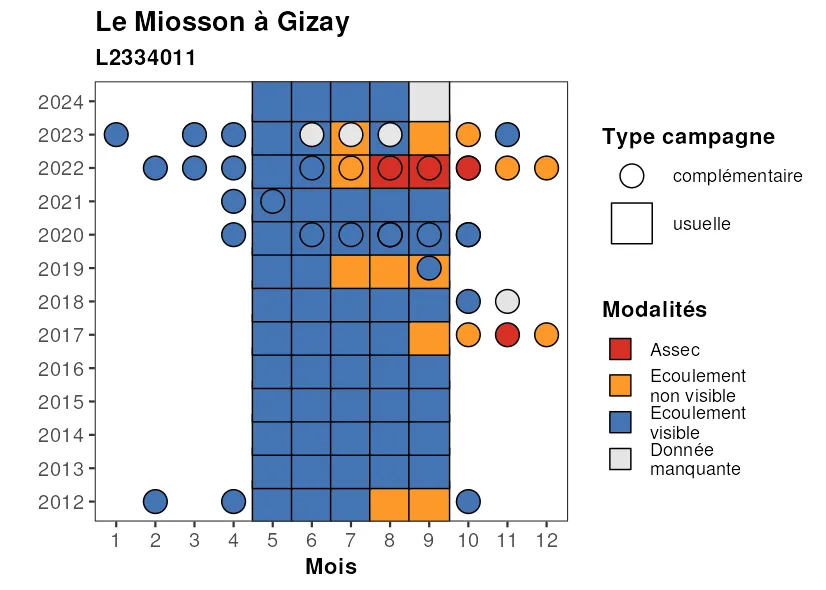 Le Miosson à Gizay
L2334011
2024
2023
2022
2021
2020
2019
2018
2017
2016
2015
2014
2013
2012
1 2 3 4 5 6 7 8 9 10 11 12
Mois
Type campagne
complémentaire
usuelle
Modalités
Assec
Ecoulement
non visible
Ecoulement
visible
Donnée
manquante